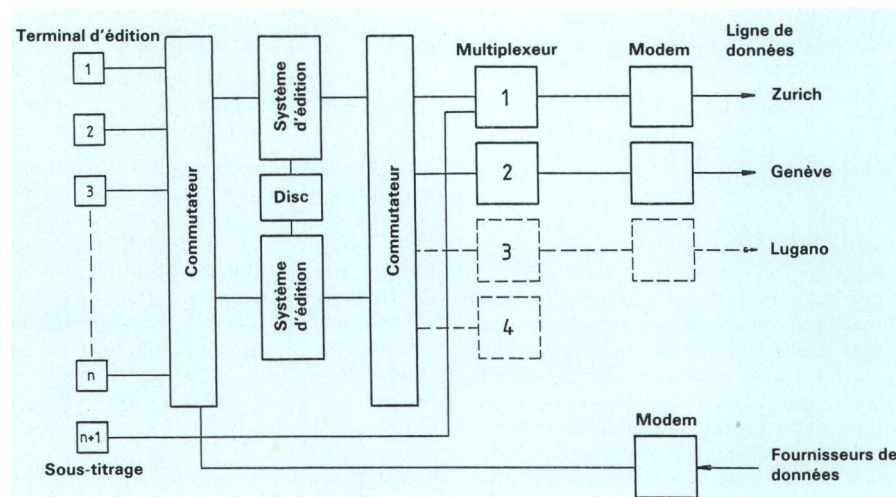 Terminal d'édition
1
2
3
n
n+1
Sous-titrage
Commutateur
Système
d'édition
Disc
Système
d'édition
Commutateur
Multiplexeur
1
2
3
4
Modem
Ligne de
données
Zurich
Genève
Lugano
Modem
Fournisseurs de
données